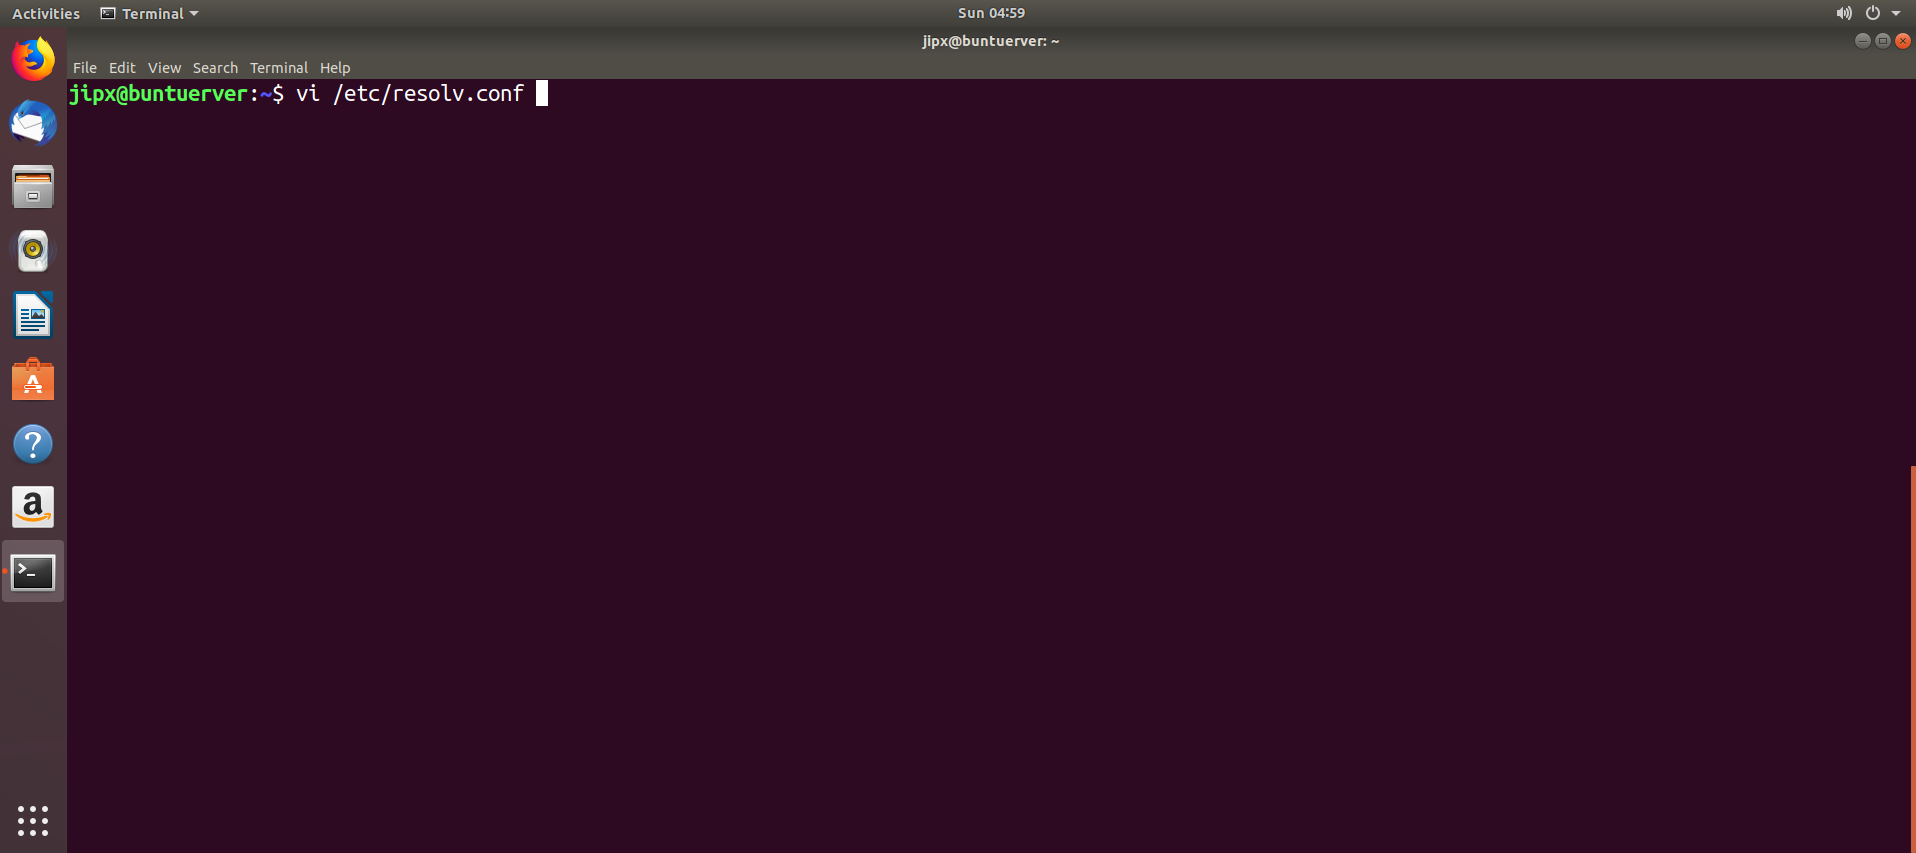 Activities Terminal Sun 04:59
jipx@buntuerver: ~
File Edit View Search Terminal Help
jipx@buntuerver:~$ vi /etc/resolv.conf